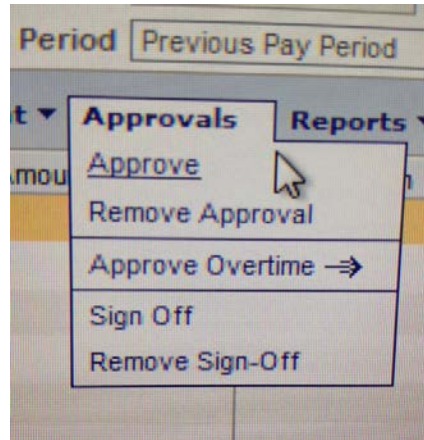 Period Previous Pay Period
Approvals Reports
Approve
Remove Approval
Approve Overtime
Sign Off
Remove Sign-Off